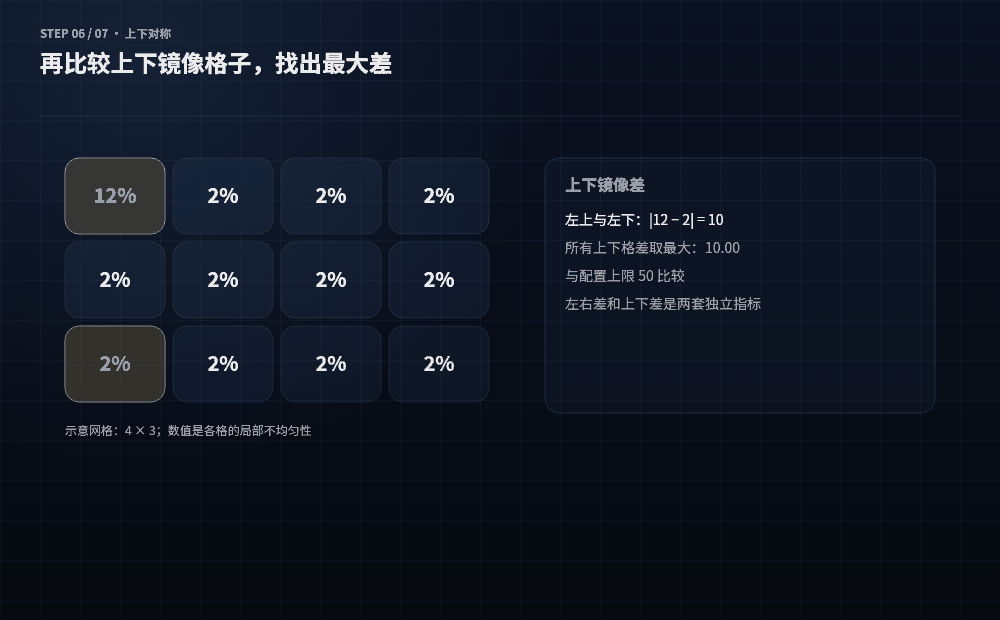 STEP 06 / 07 · 上下对称
再比较上下镜像格子，找出最大差
12% 2% 2% 2%
2% 2% 2% 2%
2% 2% 2% 2%
示意网格：4 × 3；数值是各格的局部不均匀性
上下镜像差
左上与左下：|12 − 2| = 10
所有上下格差取最大：10.00
与配置上限 50 比较
左右差和上下差是两套独立指标